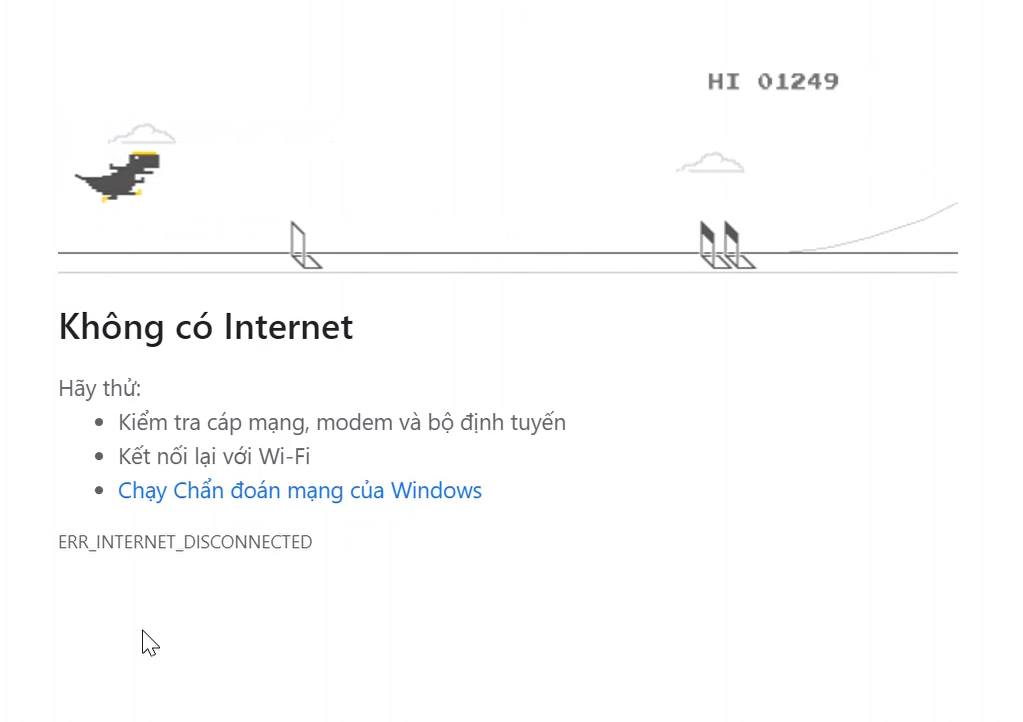 HI 01249
Không có Internet
Hãy thử:
Kiểm tra cáp mạng, modem và bộ định tuyến
Kết nối lại với Wi-Fi
Chạy Chẩn đoán mạng của Windows
ERR_INTERNET_DISCONNECTED